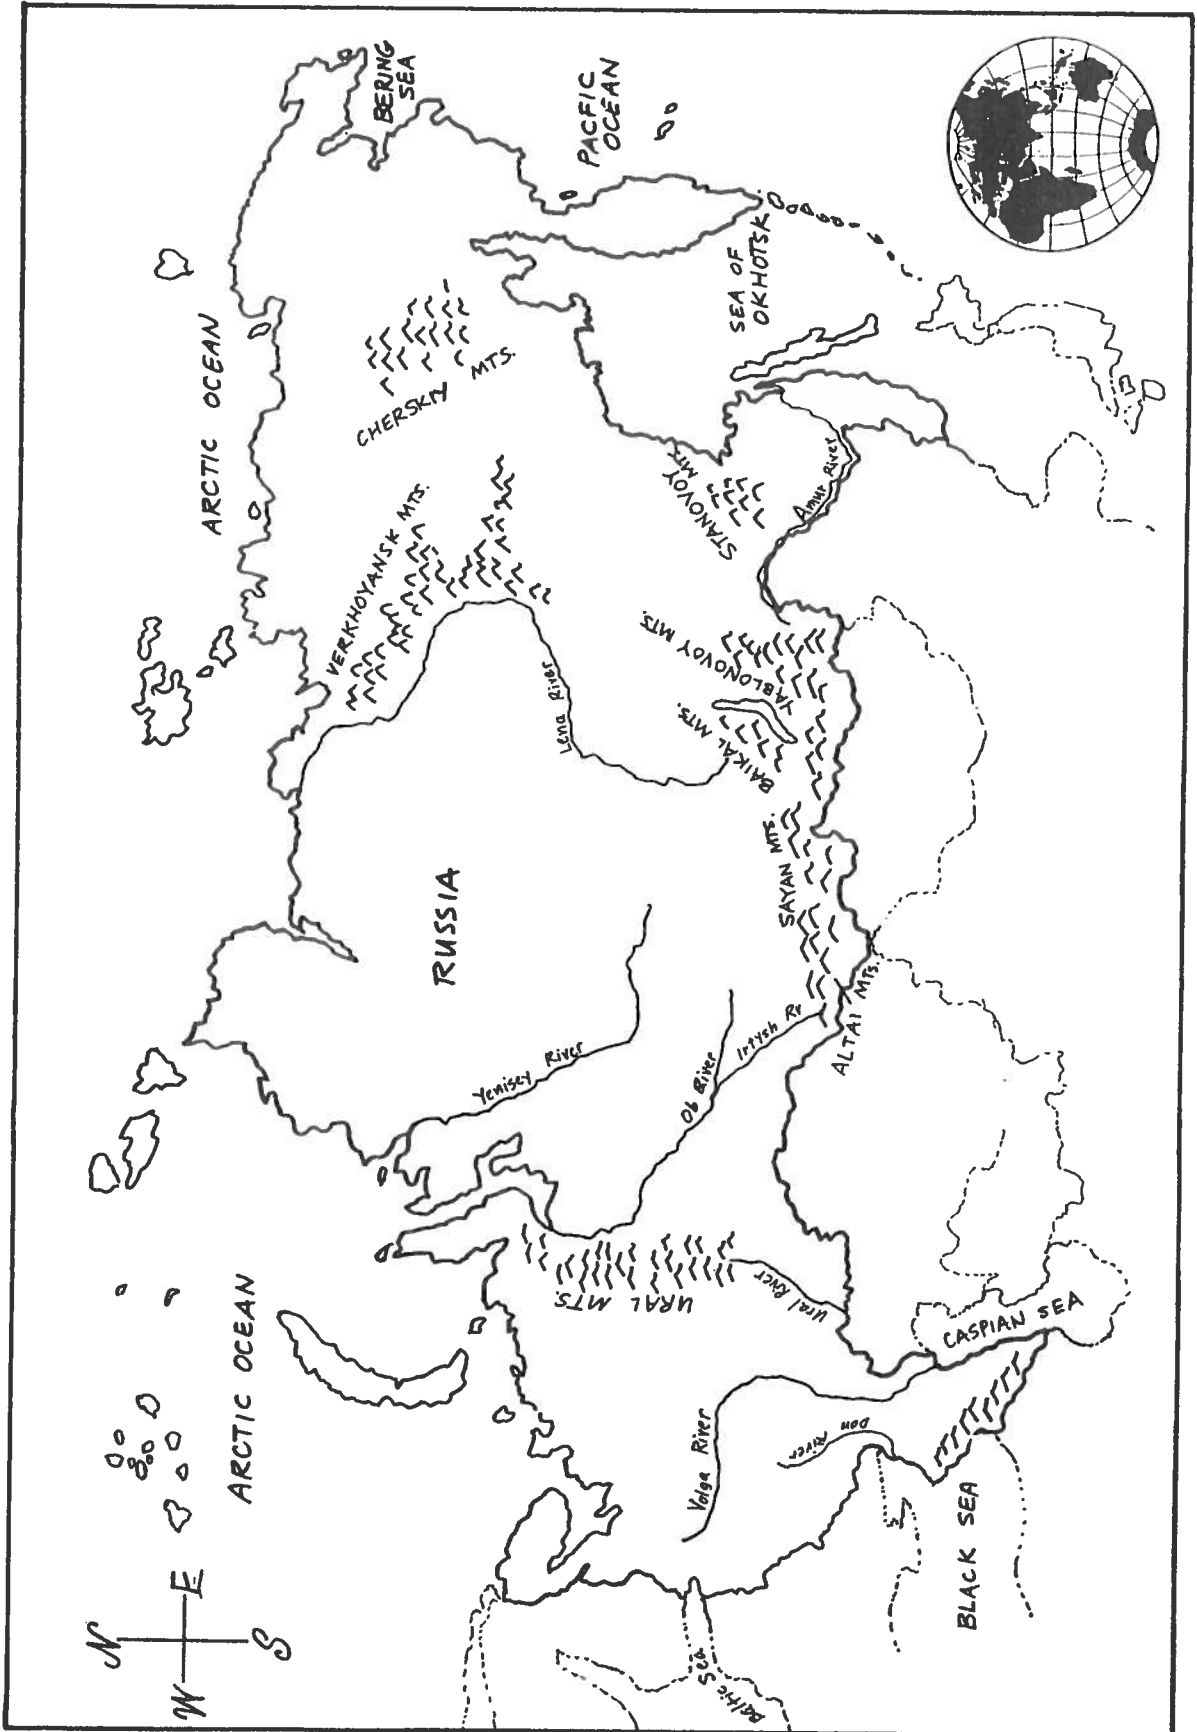 ARCTIC OCEAN
BERING
SEA
PACFIC
OCEAN
ARCTIC OCEAN
SEA OF
OKHOTSK
CHERSKIY MTS.
VERKHOYANSK MTS.
STANOVOY MTS.
Amur River
Lena River
YABLONOVOY MTS.
BAIKAL MTS.
SAYAN MTS.
ALTAI MTS.
RUSSIA
Yenisey River
Ob River
Irtysh Rr
URAL MTS.
Ural River
CASPIAN SEA
Volga River
Don
River
BLACK SEA
Baltic
Sea
N
W
E
S